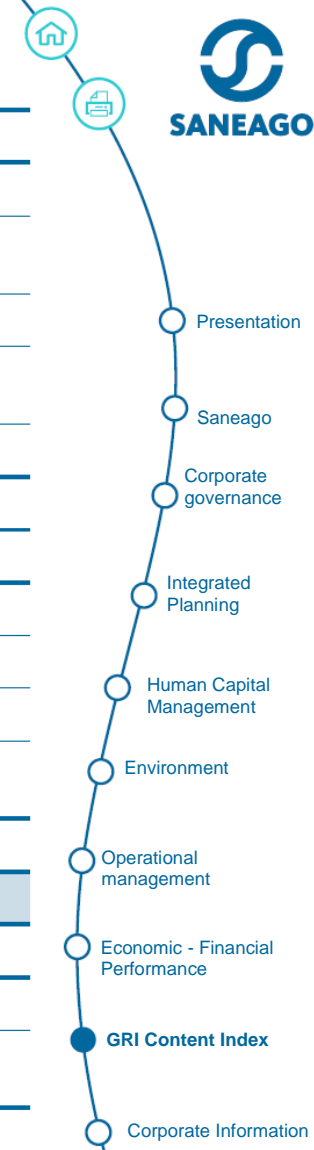 SANEAGO
Presentation
Saneago
Corporate
governance
Integrated
Planning
Human Capital
Management
Environment
Operational
management
Economic - Financial
Performance
GRI Content Index
Corporate Information